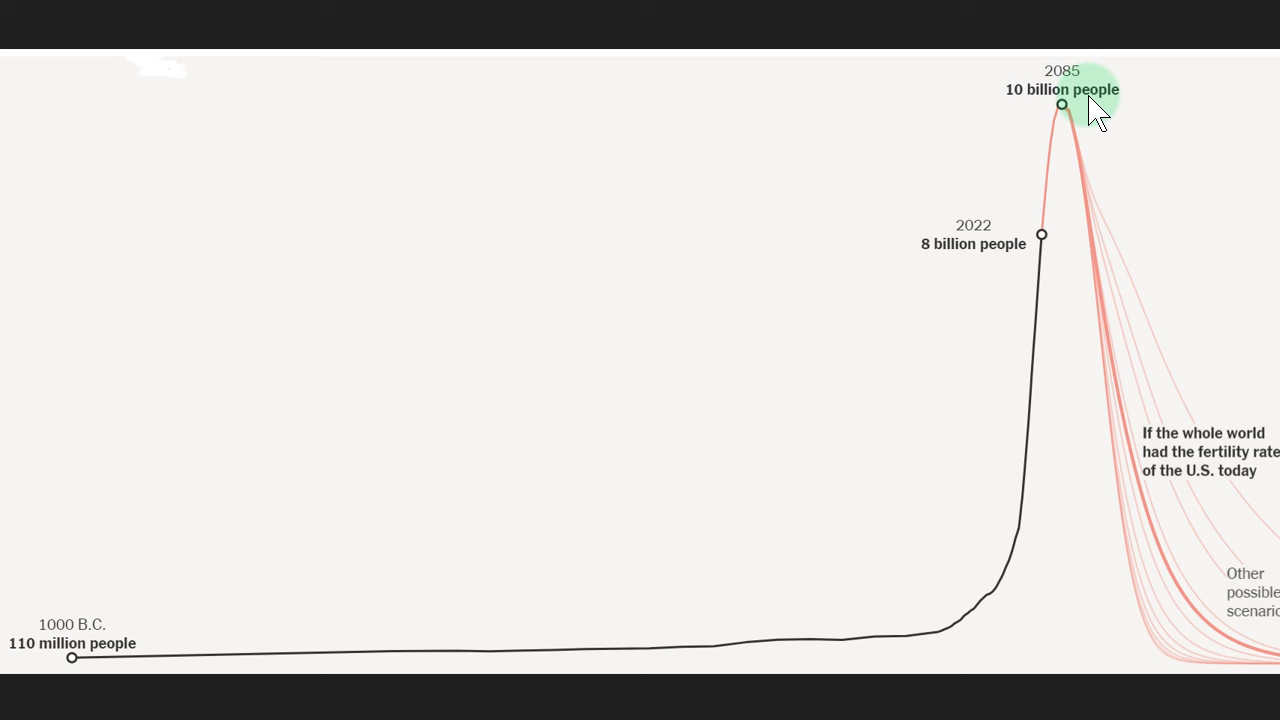 2085
10 billion people
2022
8 billion people
If the whole world
had the fertility rate
of the U.S. today
Other
possible
1000 B.C.
110 million people